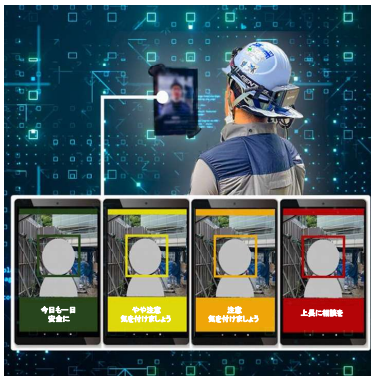 今日も一日
安全に
やや注意
気を付けましょう
注意
気を付けましょう
上長に相談を